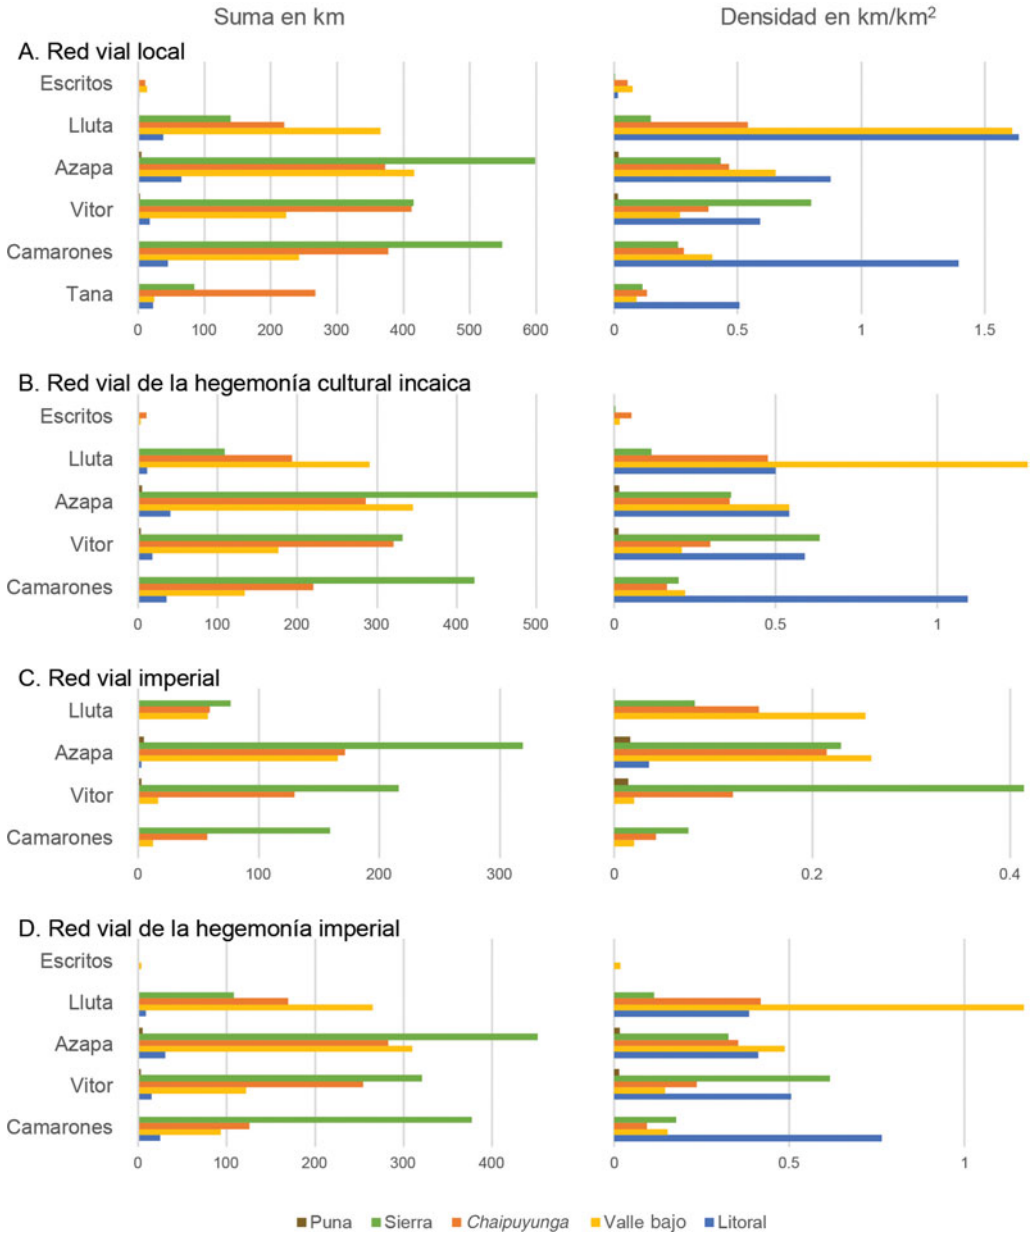 Suma en km
Densidad en km/km²
A. Red vial local
Escritos
Lluta
Azapa
Vitor
Camarones
Tana
0 100 200 300 400 500 600
0 0.5 1 1.5
B. Red vial de la hegemonía cultural incaica
Escritos
Lluta
Azapa
Vitor
Camarones
0 100 200 300 400 500
0 0.5 1
C. Red vial imperial
Lluta
Azapa
Vitor
Camarones
0 100 200 300
0 0.2 0.4
D. Red vial de la hegemonía imperial
Escritos
Lluta
Azapa
Vitor
Camarones
0 100 200 300 400
0 0.5 1
Puna Sierra Chaipuyunga Valle bajo Litoral